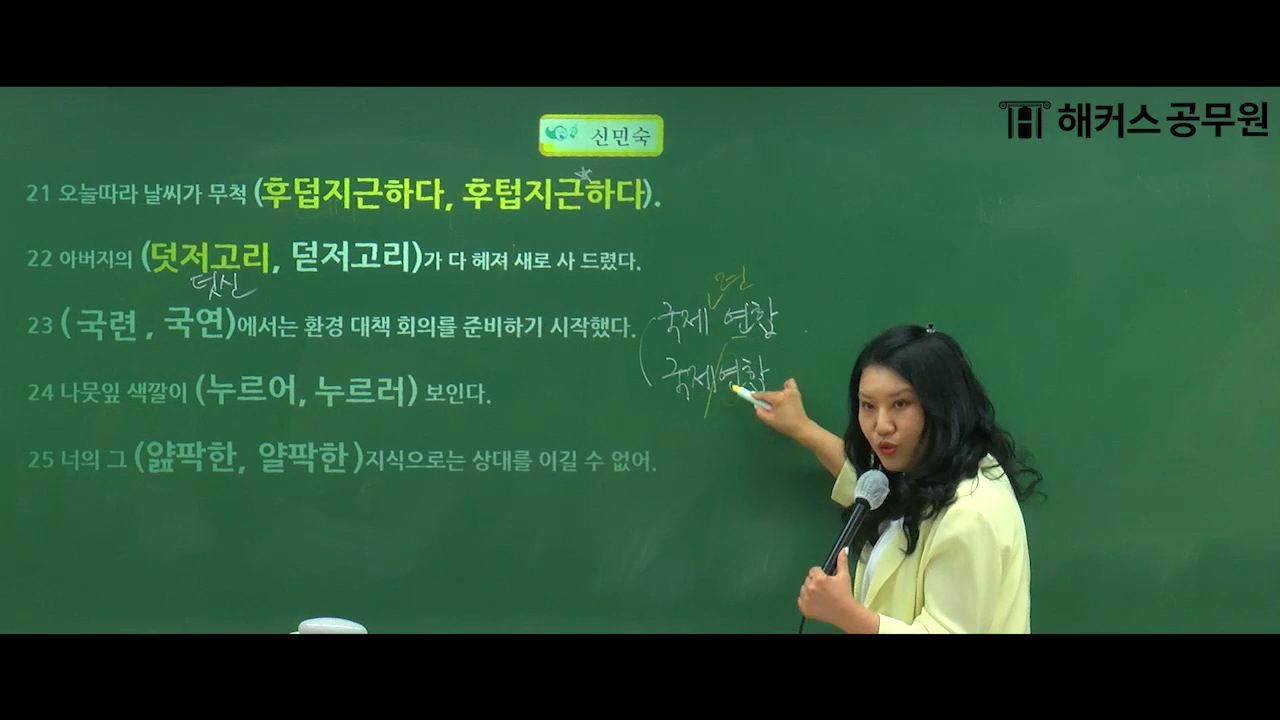 해커스 공무원
신민숙
21 오늘따라 날씨가 무척 (후덥지근하다, 후텁지근하다).
22 아버지의 (덧저고리, 덛저고리)가 다 헤져 새로 사 드렸다.
덧신
23 ( 국련 , 국연)에서는 환경 대책 회의를 준비하기 시작했다.
련
국제 연합
국제연합
24 나뭇잎 색깔이 (누르어, 누르러) 보인다.
25 너의 그 (얊팍한, 얄팍한)지식으로는 상대를 이길 수 없어.